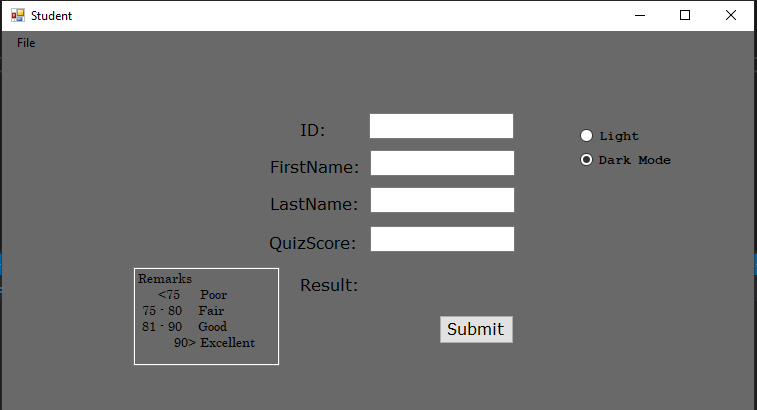 Student
File
ID:
Light
Dark Mode
FirstName:
LastName:
QuizScore:
Result:
Remarks
<75 Poor
75 - 80 Fair
81 - 90 Good
90> Excellent
Submit